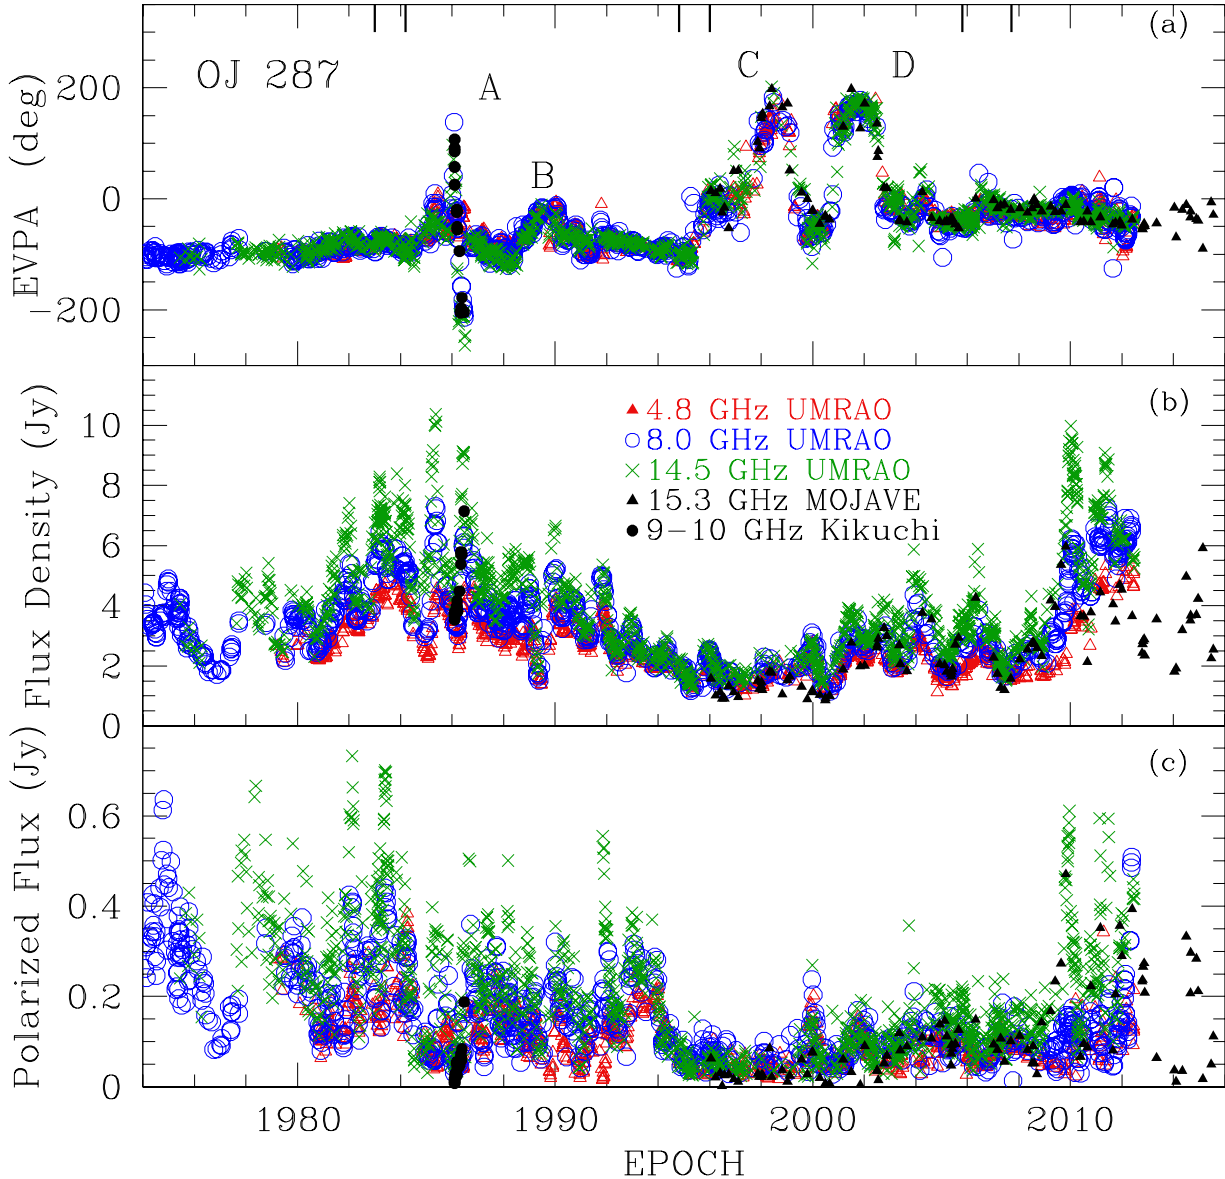 (a)
OJ 287
A
B
C
D
EVPA (deg)
200
0
−200
(b)
4.8 GHz UMRAO
8.0 GHz UMRAO
14.5 GHz UMRAO
15.3 GHz MOJAVE
9−10 GHz Kikuchi
Flux Density (Jy)
10
8
6
4
2
0
(c)
Polarized Flux (Jy)
0.6
0.4
0.2
0
1980
1990
2000
2010
EPOCH